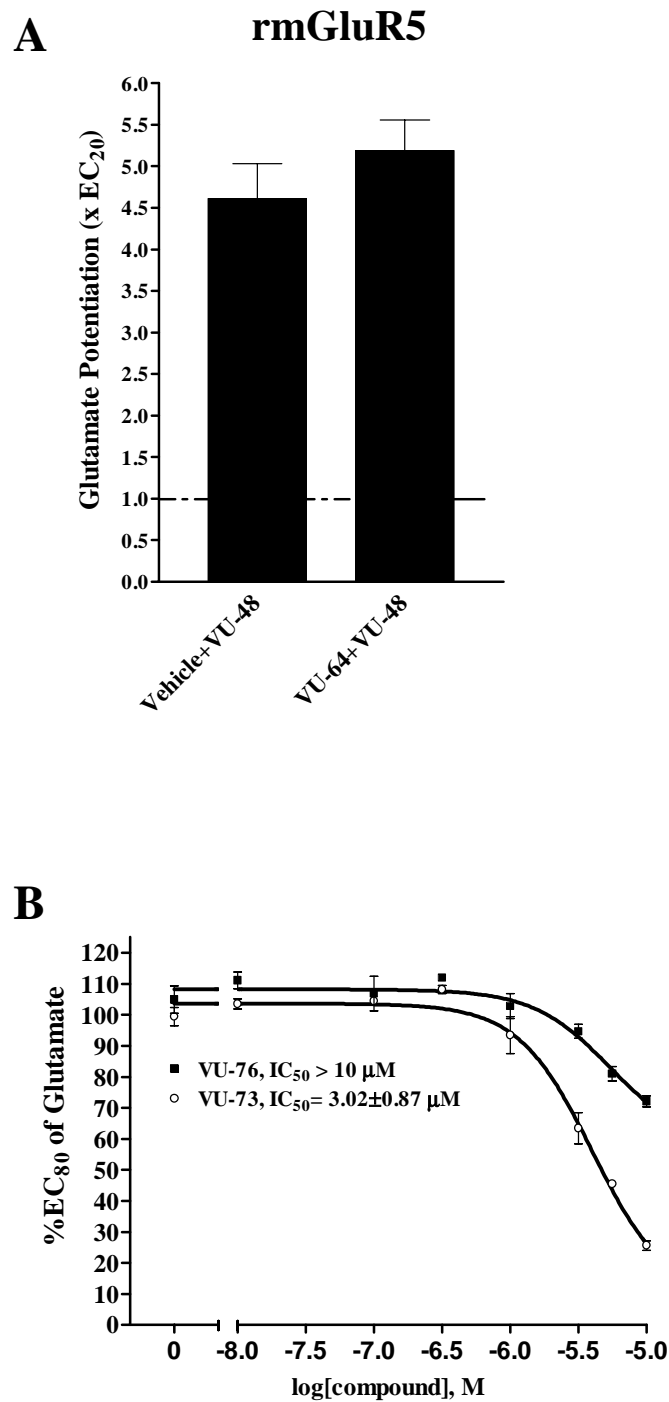 A
rmGluR5
Glutamate Potentiation (x EC20)
6.0
5.5
5.0
4.5
4.0
3.5
3.0
2.5
2.0
1.5
1.0
0.5
0.0
Vehicle+VU-48
VU-64+VU-48
B
%EC80 of Glutamate
120
110
100
90
80
70
60
50
40
30
20
10
0
VU-76, IC50 > 10 μM
VU-73, IC50= 3.02±0.87 μM
0 -8.0 -7.5 -7.0 -6.5 -6.0 -5.5 -5.0
log[compound], M